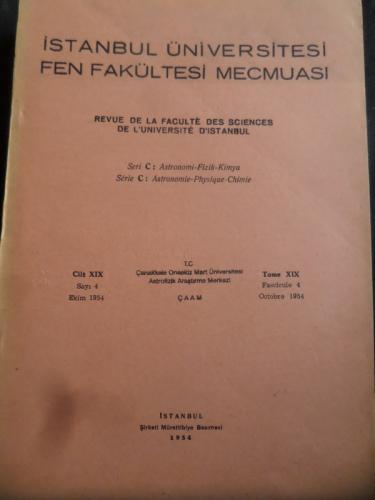 İSTANBUL ÜNİVERSİTESİ
FEN FAKÜLTESİ MECMUASI
REVUE DE LA FACULTÉ DES SCIENCES
DE L'UNIVERSITÉ D'ISTANBUL
Seri C: Astronomi-Fizik-Kimya
Série C: Astronomie-Physique-Chimie
Cilt XIX
Sayı 4
Ekim 1954
T.C
Çanakkale Onsekiz Mart Üniversitesi
Astrofizik Araştırma Merkezi
ÇAAM
Tome XIX
Fascicule 4
Octobre 1954
İSTANBUL
Şirketi Mürettibiye Basımevi
1954